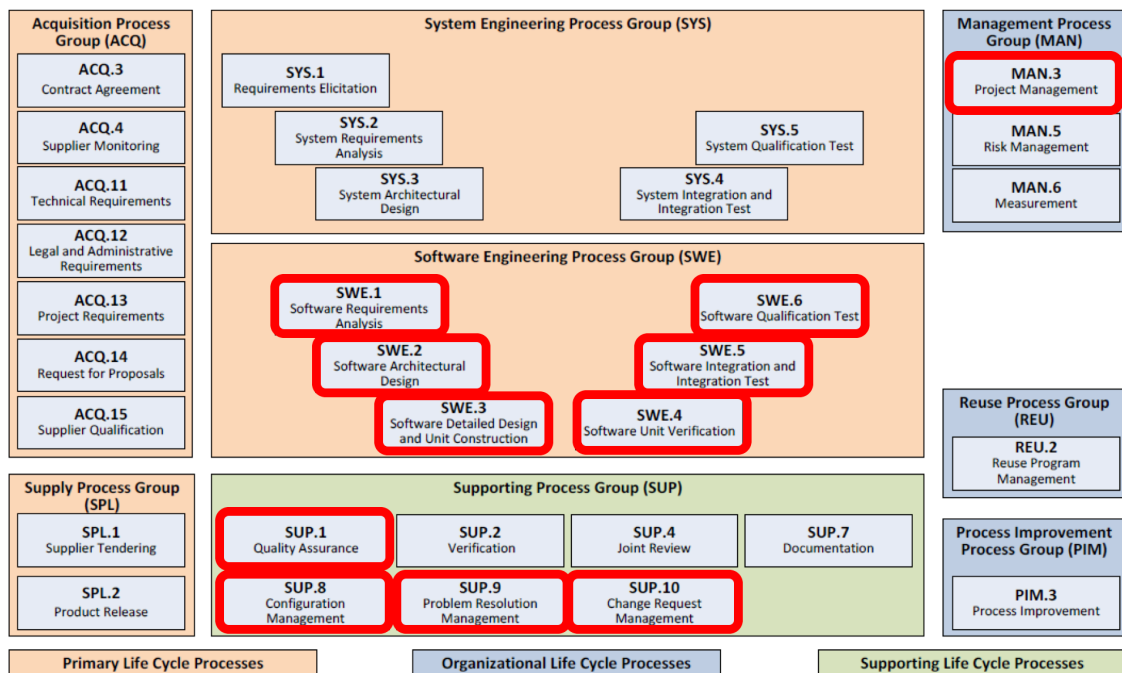 Acquisition Process
Group (ACQ)
ACQ.3
Contract Agreement
ACQ.4
Supplier Monitoring
ACQ.11
Technical Requirements
ACQ.12
Legal and Administrative
Requirements
ACQ.13
Project Requirements
ACQ.14
Request for Proposals
ACQ.15
Supplier Qualification
System Engineering Process Group (SYS)
SYS.1
Requirements Elicitation
SYS.2
System Requirements
Analysis
SYS.3
System Architectural
Design
SYS.5
System Qualification Test
SYS.4
System Integration and
Integration Test
Software Engineering Process Group (SWE)
SWE.1
Software Requirements
Analysis
SWE.2
Software Architectural
Design
SWE.3
Software Detailed Design
and Unit Construction
SWE.6
Software Qualification Test
SWE.5
Software Integration and
Integration Test
SWE.4
Software Unit Verification
Management Process
Group (MAN)
MAN.3
Project Management
MAN.5
Risk Management
MAN.6
Measurement
Reuse Process Group
(REU)
REU.2
Reuse Program
Management
Supply Process Group
(SPL)
SPL.1
Supplier Tendering
SPL.2
Product Release
Supporting Process Group (SUP)
SUP.1
Quality Assurance
SUP.2
Verification
SUP.4
Joint Review
SUP.7
Documentation
SUP.8
Configuration
Management
SUP.9
Problem Resolution
Management
SUP.10
Change Request
Management
Process Improvement
Process Group (PIM)
PIM.3
Process Improvement
Primary Life Cycle Processes
Organizational Life Cycle Processes
Supporting Life Cycle Processes